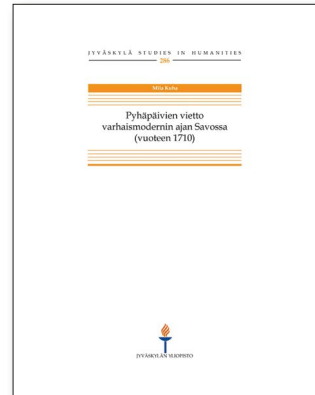 JYVÄSKYLÄ STUDIES IN HUMANITIES
286
Miia Kuha
Pyhäpäivien vietto
varhaismodernin ajan Savossa
(vuoteen 1710)
JYVÄSKYLÄN YLIOPISTO